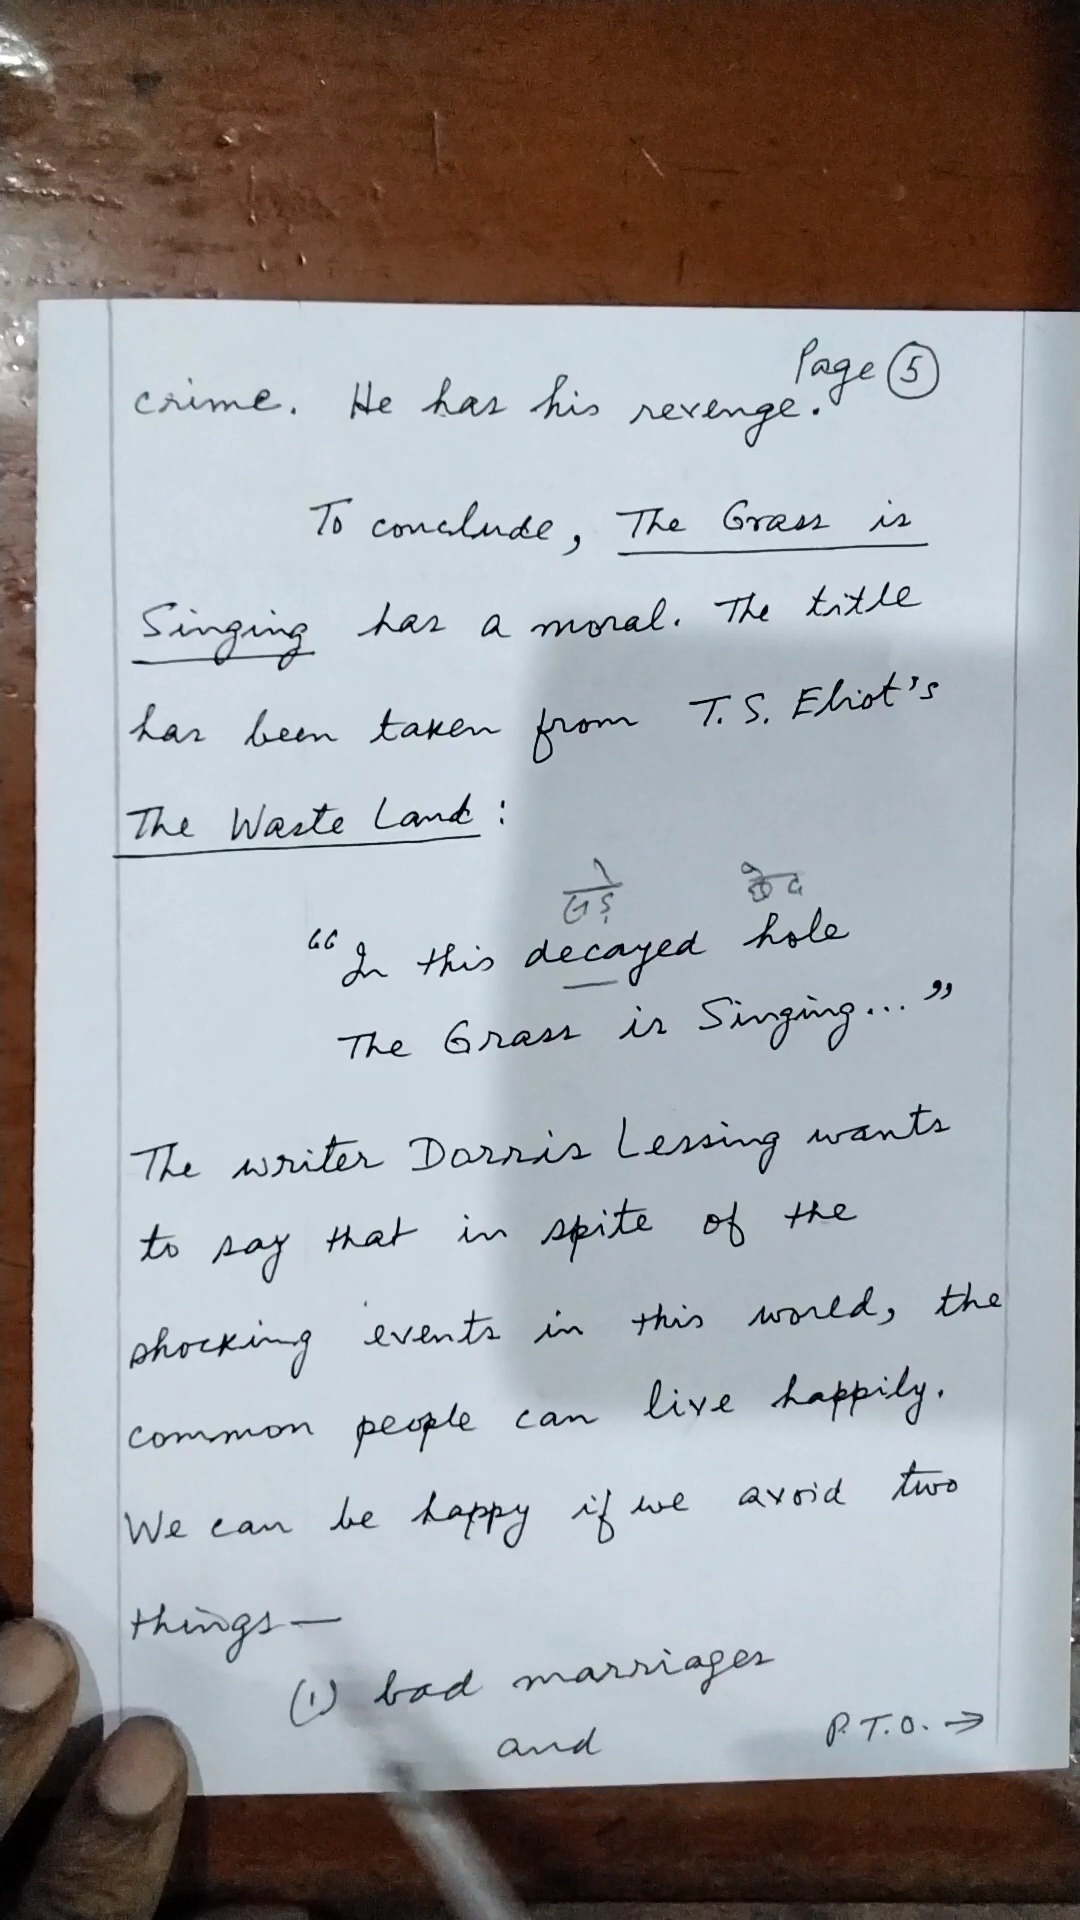 Page 5
crime. He has his revenge.
To conclude, The Grass is
Singing has a moral. The title
has been taken from T. S. Eliot's
The Waste Land :
"In this decayed hole
The Grass is Singing..."
The writer Dorris Lessing wants
to say that in spite of the
shocking events in this world, the
common people can live happily.
We can be happy if we avoid two
things —
(1) bad marriages
and
P.T.O. →